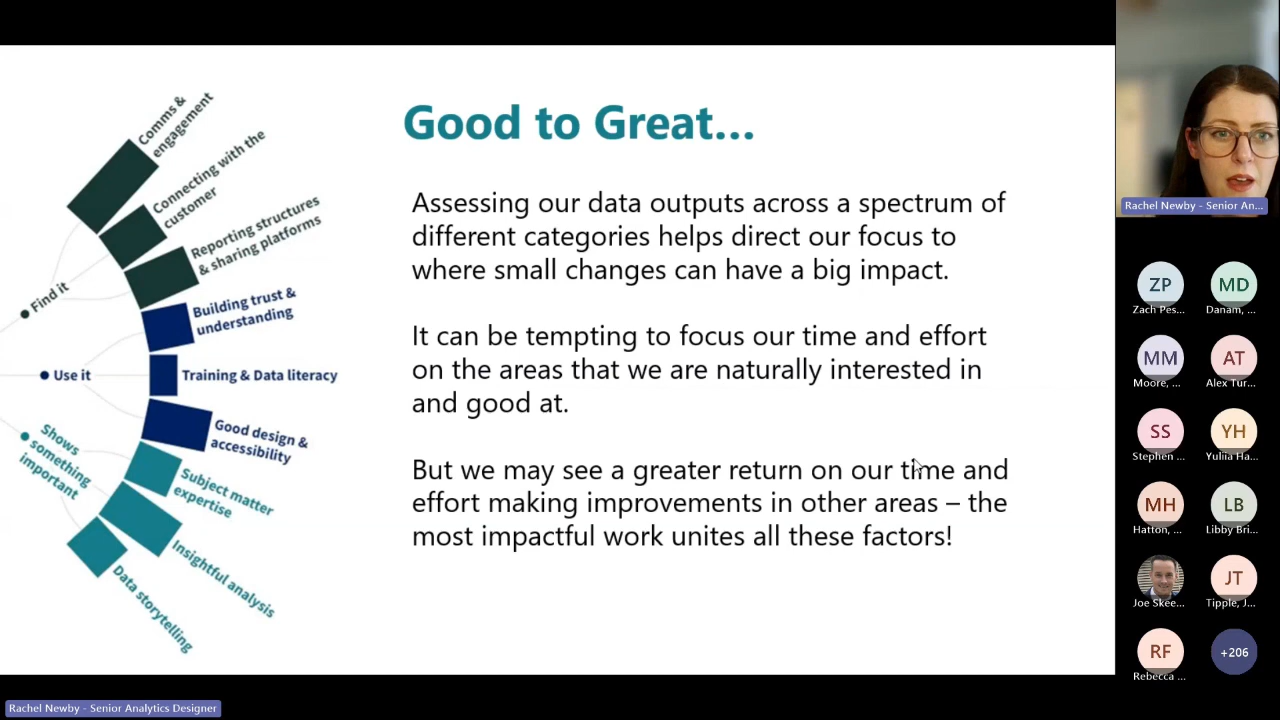 Good to Great...
Assessing our data outputs across a spectrum of
different categories helps direct our focus to
where small changes can have a big impact.
It can be tempting to focus our time and effort
on the areas that we are naturally interested in
and good at.
But we may see a greater return on our time and
effort making improvements in other areas – the
most impactful work unites all these factors!
Find it
Comms &
engagement
Connecting with the
customer
Reporting structures
& sharing platforms
Use it
Building trust &
understanding
Training & Data literacy
Good design &
accessibility
Shows
something
important
Subject matter
expertise
Insightful analysis
Data storytelling
Rachel Newby - Senior An...
ZP
MD
Zach Pes...
Danam, ...
MM
AT
Moore, ...
Alex Tur...
SS
YH
Stephen ...
Yuliia Ha...
MH
LB
Hatton, ...
Libby Bri...
JT
Joe Skee...
Tipple, J...
RF
+206
Rebecca ...
Rachel Newby - Senior Analytics Designer